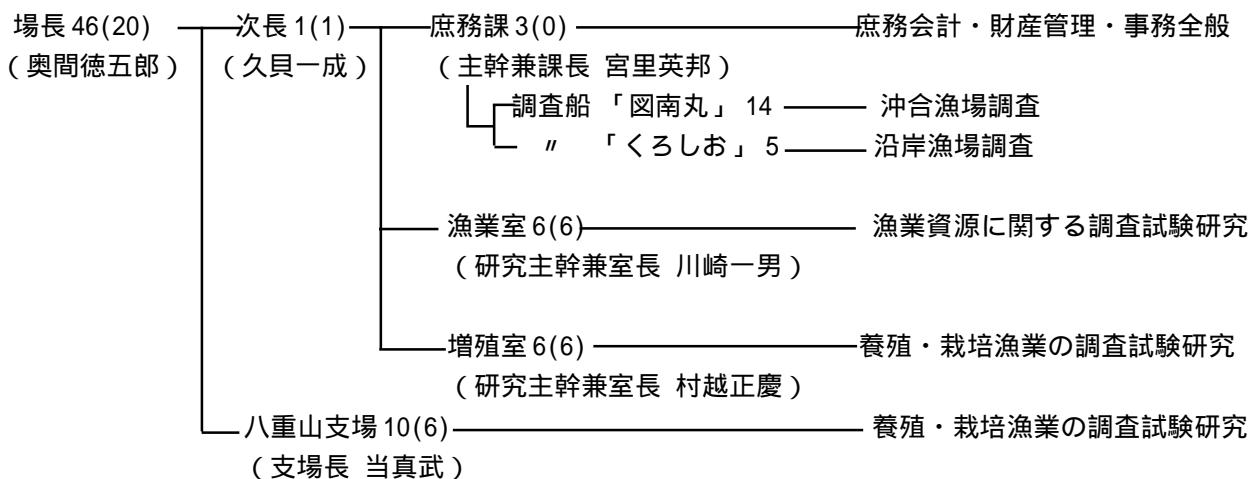 場長 46(20) 次長 1(1) 庶務課 3(0) 庶務会計・財産管理・事務全般
（奥間徳五郎） （久貝一成） （主幹兼課長 宮里英邦）
調査船 「図南丸」 14 沖合漁場調査
〃 「くろしお」 5 沿岸漁場調査
漁業室 6(6) 漁業資源に関する調査試験研究
（研究主幹兼室長 川崎一男）
増殖室 6(6) 養殖・栽培漁業の調査試験研究
（研究主幹兼室長 村越正慶）
八重山支場 10(6) 養殖・栽培漁業の調査試験研究
（支場長 当真武）